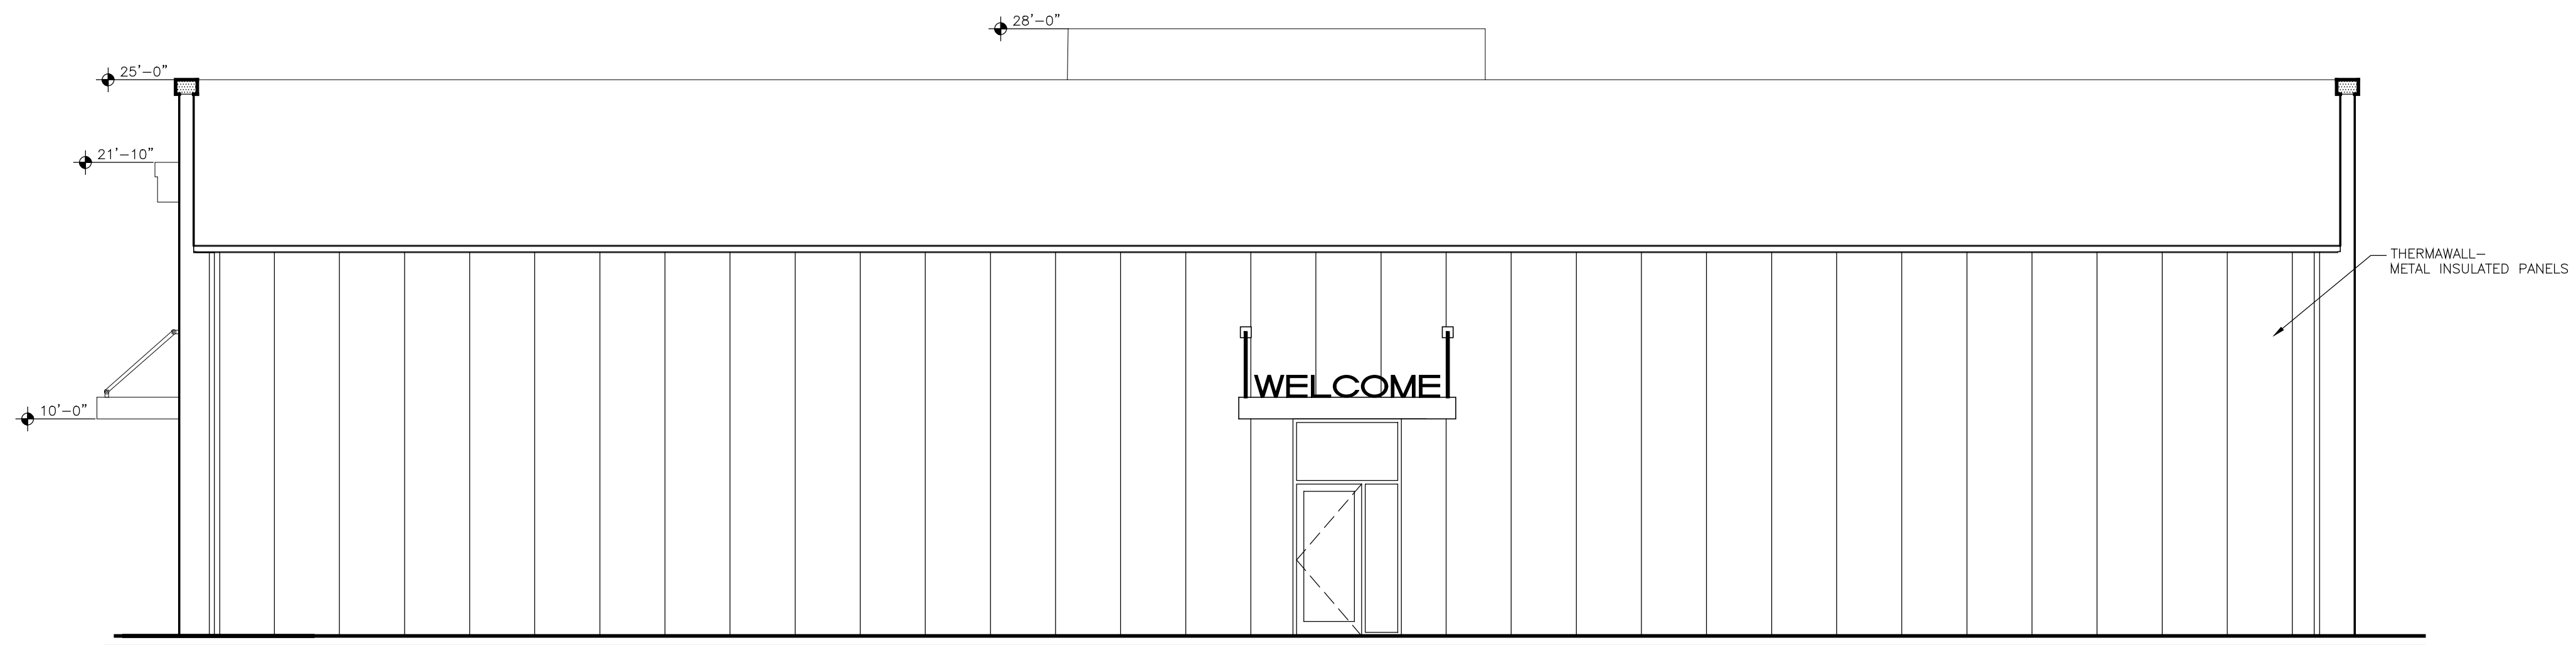 28'-0"
25'-0"
21'-10"
THERMAWALL-
METAL INSULATED PANELS
WELCOME
10'-0"